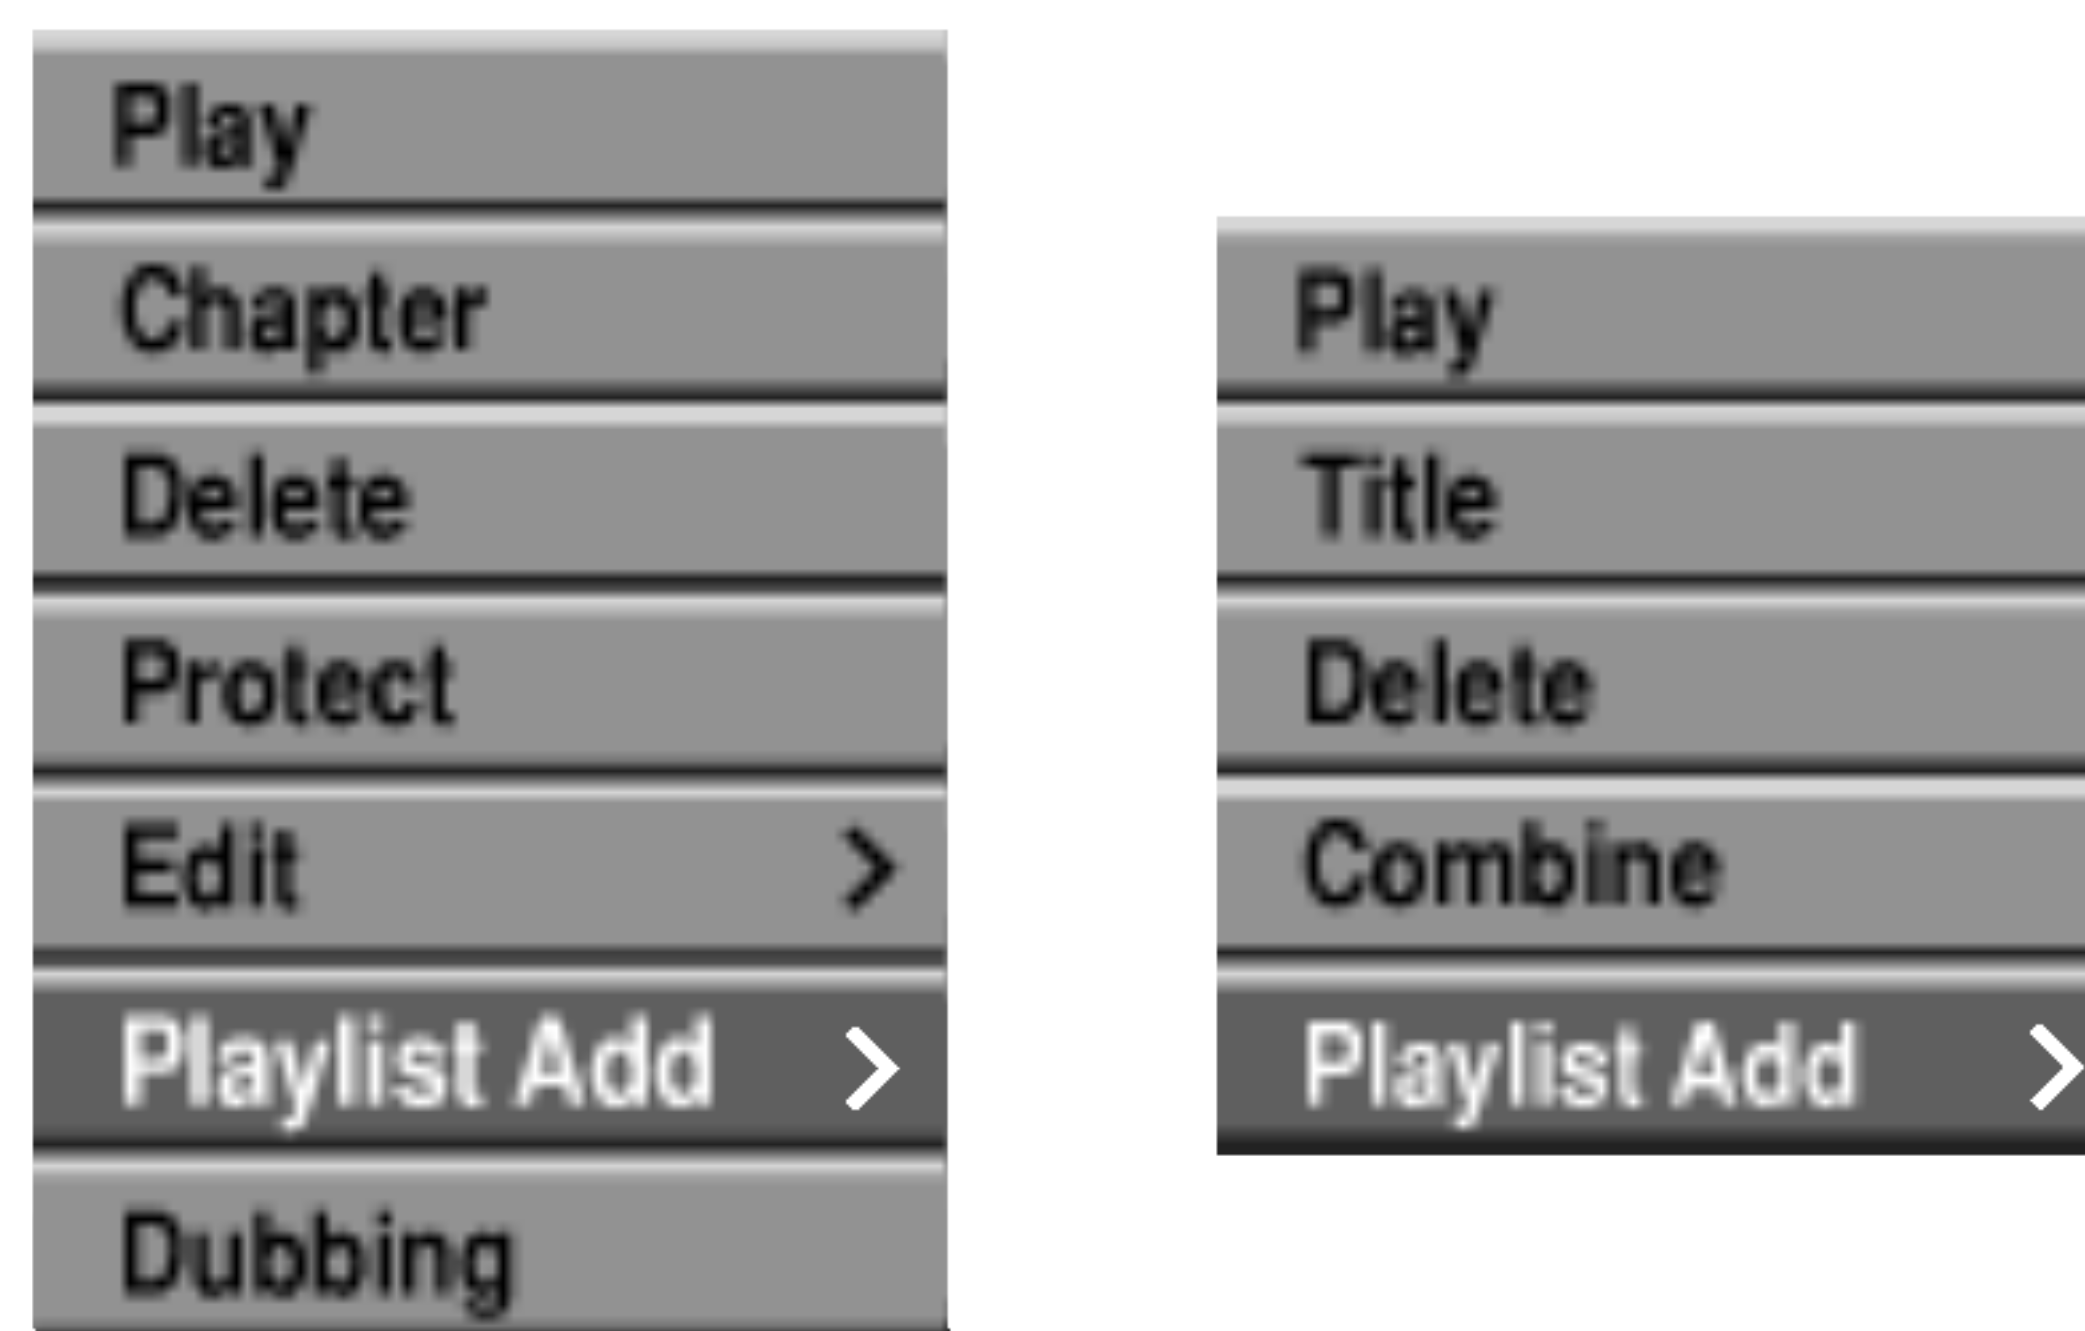 Play
Chapter
Delete
Protect
Edit >
Playlist Add >
Dubbing
Play
Title
Delete
Combine
Playlist Add >